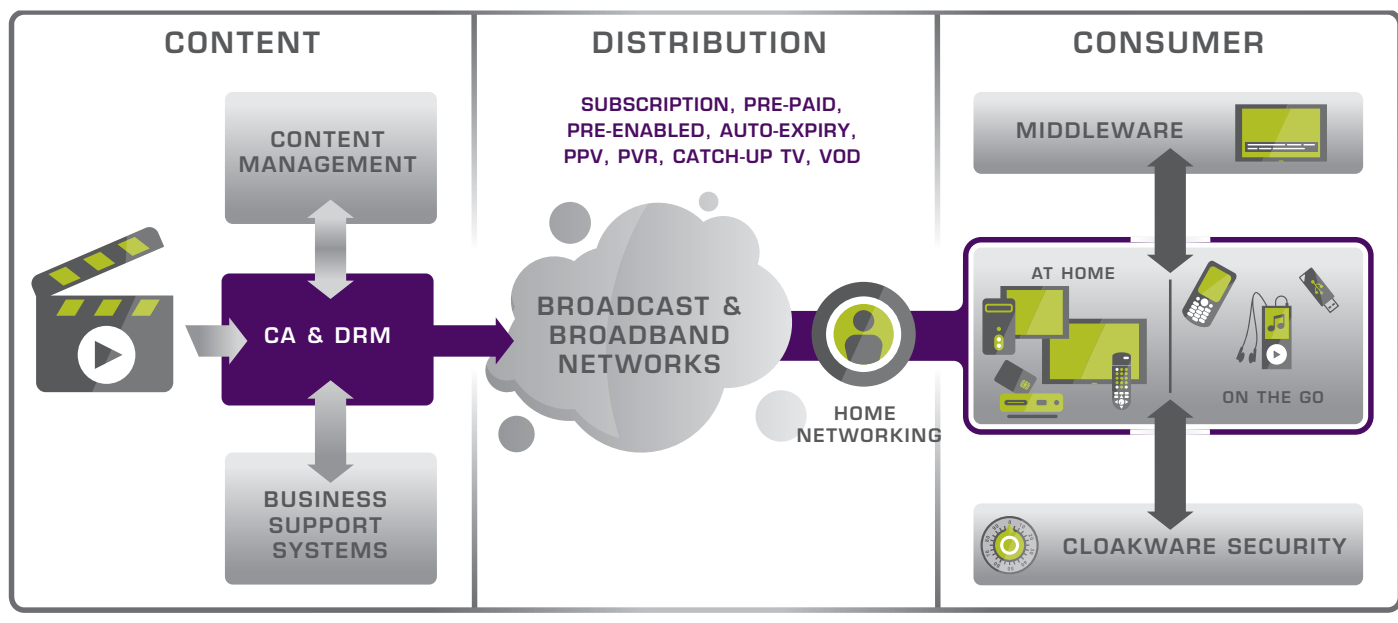 CONTENT
CONTENT
MANAGEMENT
CA & DRM
BUSINESS
SUPPORT
SYSTEMS
DISTRIBUTION
SUBSCRIPTION, PRE-PAID,
PRE-ENABLED, AUTO-EXPIRY,
PPV, PVR, CATCH-UP TV, VOD
BROADCAST &
BROADBAND
NETWORKS
HOME
NETWORKING
CONSUMER
MIDDLEWARE
AT HOME
ON THE GO
CLOAKWARE SECURITY